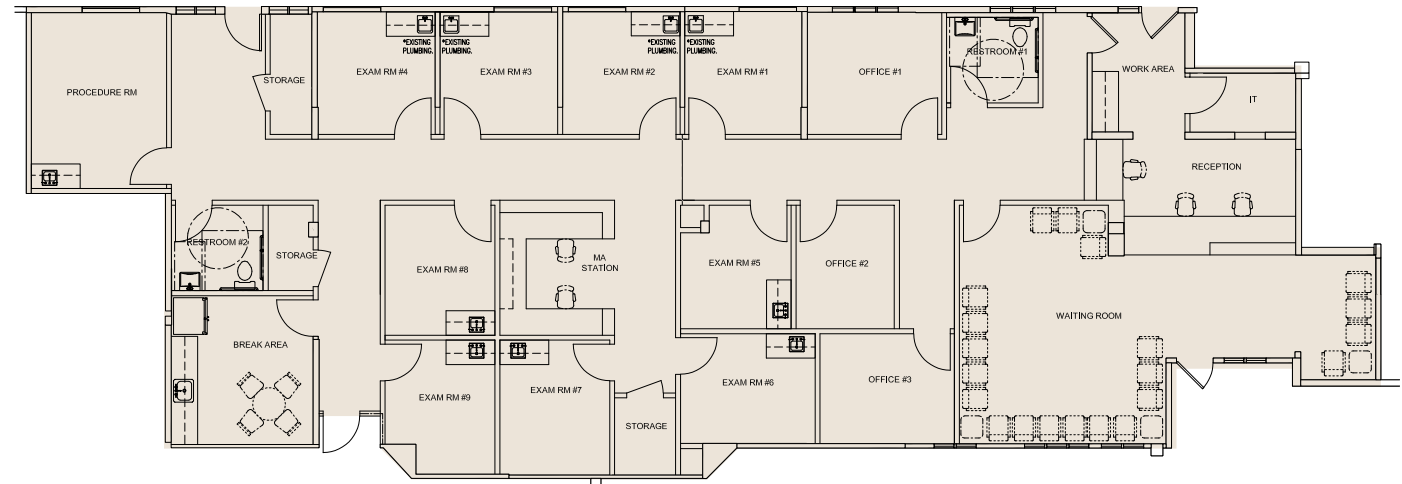 *EXISTING
PLUMBING.
*EXISTING
PLUMBING.
*EXISTING
PLUMBING.
*EXISTING
PLUMBING.
RESTROOM #1
PROCEDURE RM
STORAGE
EXAM RM #4
EXAM RM #3
EXAM RM #2
EXAM RM #1
OFFICE #1
WORK AREA
IT
RECEPTION
RESTROOM #2
STORAGE
EXAM RM #8
MA
STATION
EXAM RM #5
OFFICE #2
WAITING ROOM
BREAK AREA
EXAM RM #9
EXAM RM #7
EXAM RM #6
OFFICE #3
STORAGE